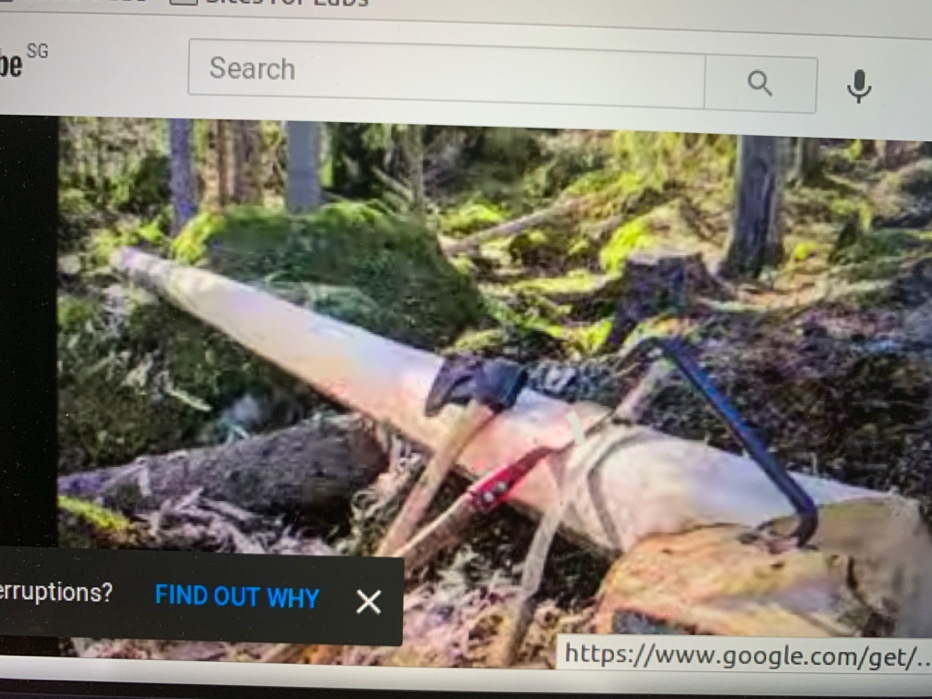 be SG
Search
erruptions? FIND OUT WHY
https://www.google.com/get/...